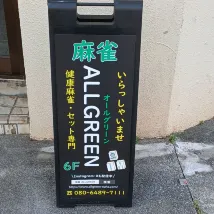 麻雀
いらっしゃいませ
オールグリーン
ALLGREEN
健康麻雀・セット専門
6F
☎080-6489-7111